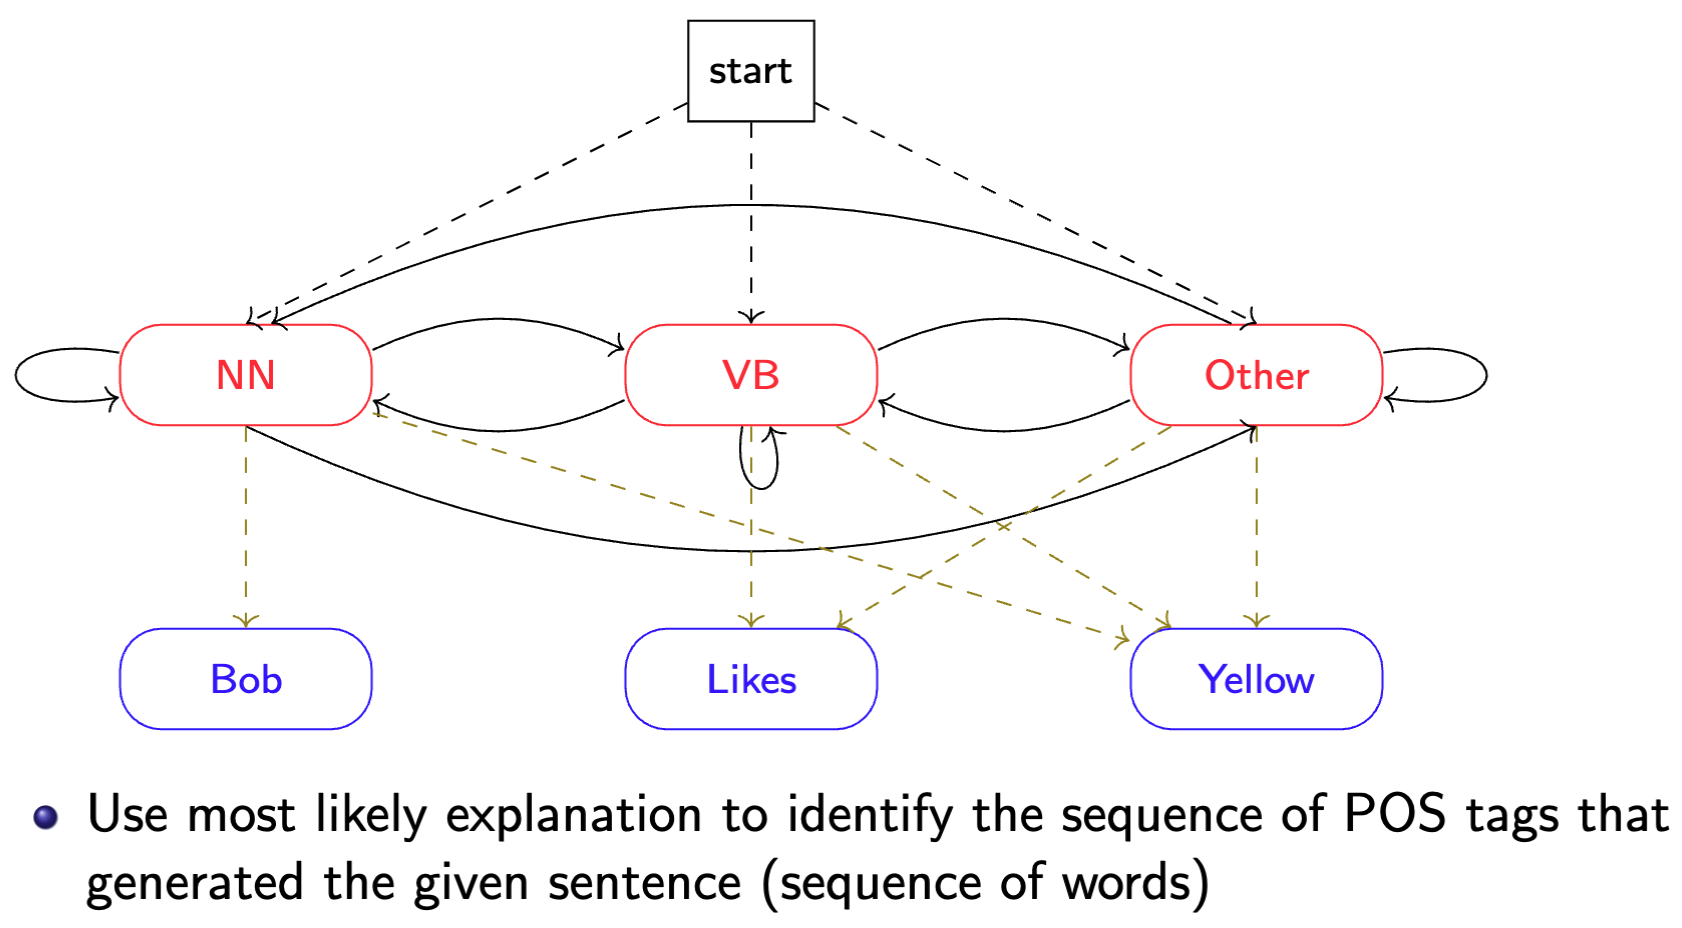 start
NN
VB
Other
Bob
Likes
Yellow
Use most likely explanation to identify the sequence of POS tags that
generated the given sentence (sequence of words)